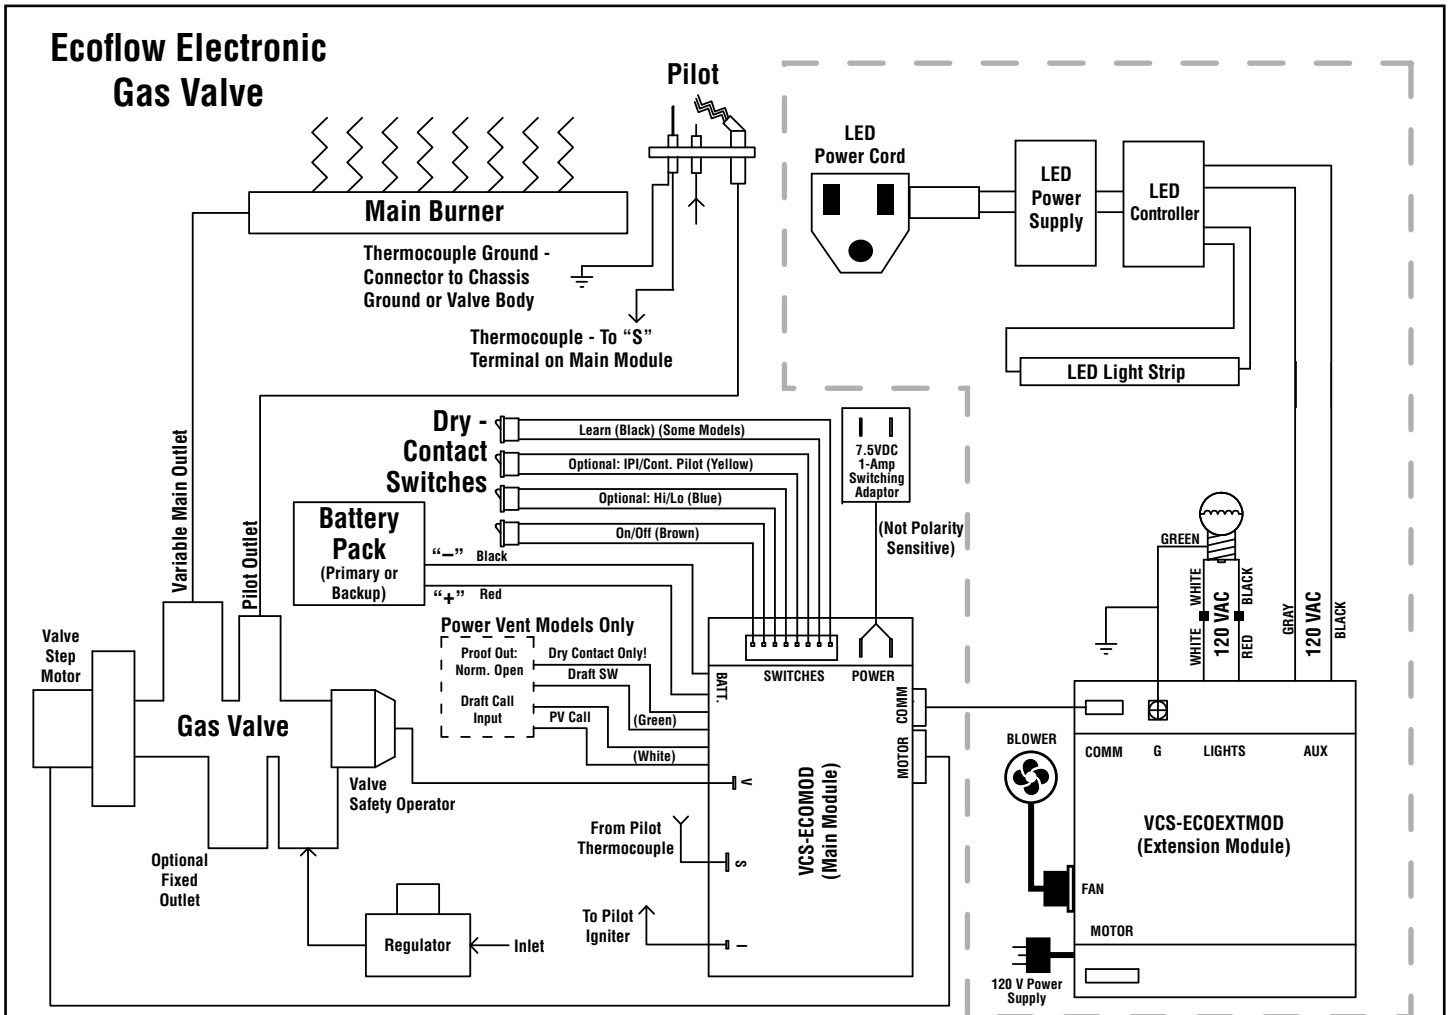 Ecoflow Electronic
Gas Valve
Pilot
Main Burner
Thermocouple Ground -
Connector to Chassis
Ground or Valve Body
Thermocouple - To “S”
Terminal on Main Module
LED
Power Cord
LED
Power
Supply
LED
Controller
LED Light Strip
Variable Main Outlet
Pilot Outlet
Dry -
Contact
Switches
Learn (Black) (Some Models)
Optional: IPI/Cont. Pilot (Yellow)
Optional: Hi/Lo (Blue)
On/Off (Brown)
7.5VDC
1-Amp
Switching
Adaptor
(Not Polarity
Sensitive)
Battery
Pack
(Primary or
Backup)
“–”
Black
“+”
Red
Power Vent Models Only
Proof Out:
Norm. Open
Draft Call
Input
Dry Contact Only!
Draft SW
(Green)
PV Call
(White)
Valve
Step
Motor
Gas Valve
Valve
Safety Operator
Optional
Fixed
Outlet
Regulator
Inlet
From Pilot
Thermocouple
To Pilot
Igniter
BATT.
SWITCHES
POWER
COMM
MOTOR
V
S
I
VCS-ECOMOD
(Main Module)
GREEN
WHITE
BLACK
WHITE
120 VAC
RED
GRAY
120 VAC
BLACK
COMM
G
LIGHTS
AUX
BLOWER
VCS-ECOEXTMOD
(Extension Module)
FAN
MOTOR
120 V Power
Supply